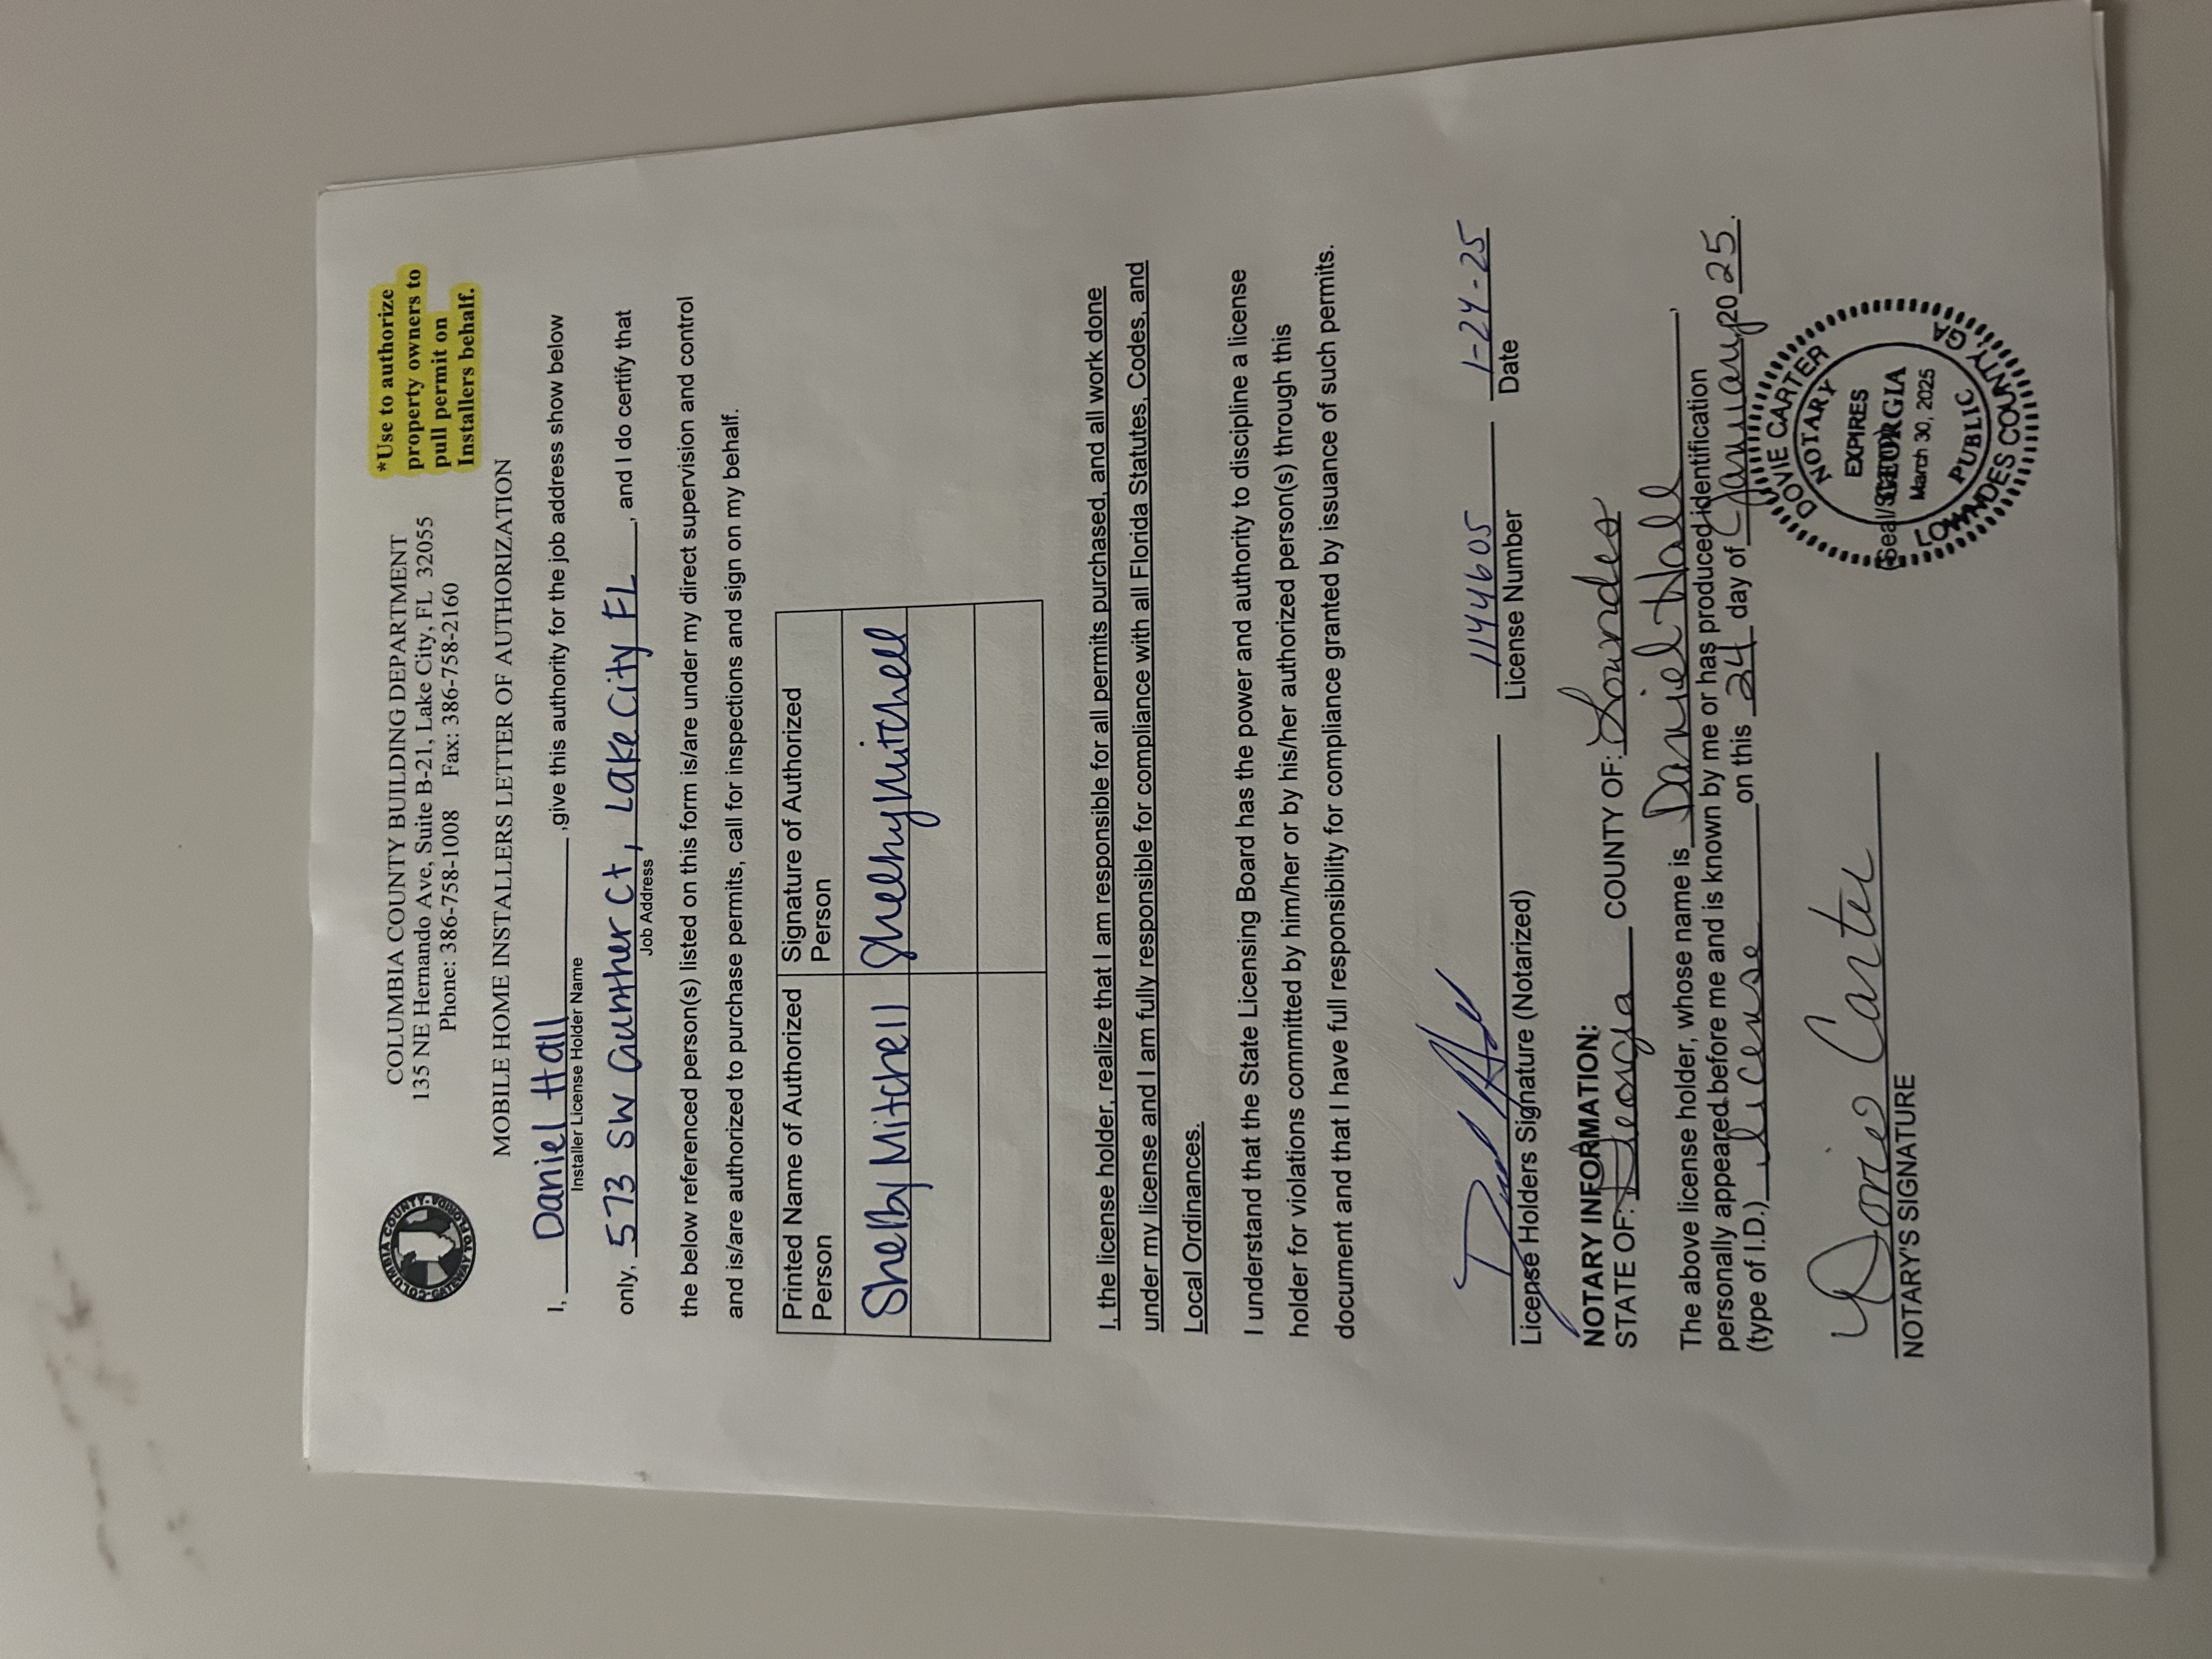 *Use to authorize
property owners to
pull permit on
Installers behalf.
COLUMBIA COUNTY BUILDING DEPARTMENT
135 NE Hernando Ave, Suite B-21, Lake City, FL 32055
Phone: 386-758-1008 Fax: 386-758-2160
MOBILE HOME INSTALLERS LETTER OF AUTHORIZATION
I, Daniel Hall ,give this authority for the job address show below
Installer License Holder Name
only, 573 SW Gunther Ct, Lake City FL , and I do certify that
Job Address
the below referenced person(s) listed on this form is/are under my direct supervision and control
and is/are authorized to purchase permits, call for inspections and sign on my behalf.
Printed Name of Authorized Person Signature of Authorized Person
Shelby Mitchell Shelby Mitchell
I, the license holder, realize that I am responsible for all permits purchased, and all work done
under my license and I am fully responsible for compliance with all Florida Statutes, Codes, and
Local Ordinances.
I understand that the State Licensing Board has the power and authority to discipline a license
holder for violations committed by him/her or by his/her authorized person(s) through this
document and that I have full responsibility for compliance granted by issuance of such permits.
1144605 1-24-25
License Holders Signature (Notarized) License Number Date
NOTARY INFORMATION:
STATE OF: Georgia COUNTY OF: Lowndes
The above license holder, whose name is Daniel Hall ,
personally appeared before me and is known by me or has produced identification
(type of I.D.) license on this 24 day of January, 20 25.
Dovie Carter
NOTARY'S SIGNATURE
(Seal/
DOVIE CARTER
NOTARY
EXPIRES
GEORGIA
March 30, 2025
PUBLIC
LOWNDES COUNTY, GA